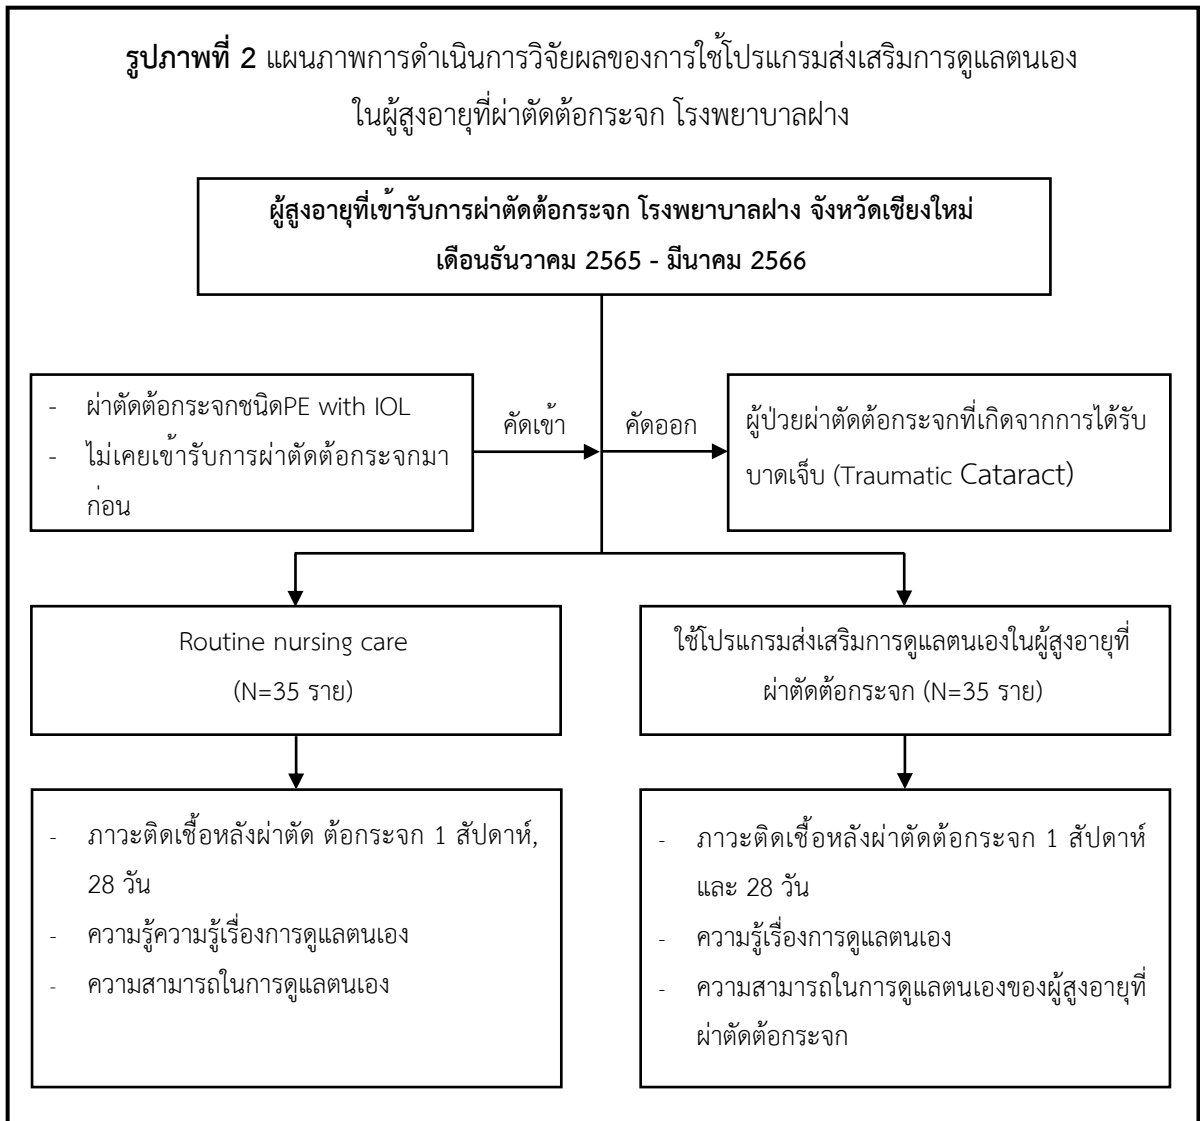 รูปภาพที่ 2 แผนภาพการดำเนินการวิจัยผลของการใช้โปรแกรมส่งเสริมการดูแลตนเอง
ในผู้สูงอายุที่ผ่าตัดต้อกระจก โรงพยาบาลฝาง
ผู้สูงอายุที่เข้ารับการผ่าตัดต้อกระจก โรงพยาบาลฝาง จังหวัดเชียงใหม่
เดือนธันวาคม 2565 - มีนาคม 2566
- ผ่าตัดต้อกระจกชนิดPE with IOL
- ไม่เคยเข้ารับการผ่าตัดต้อกระจกมา
ก่อน
คัดเข้า
คัดออก
ผู้ป่วยผ่าตัดต้อกระจกที่เกิดจากการได้รับ
บาดเจ็บ (Traumatic Cataract)
Routine nursing care
(N=35 ราย)
ใช้โปรแกรมส่งเสริมการดูแลตนเองในผู้สูงอายุที่
ผ่าตัดต้อกระจก (N=35 ราย)
- ภาวะติดเชื้อหลังผ่าตัด ต้อกระจก 1 สัปดาห์,
28 วัน
- ความรู้ความรู้เรื่องการดูแลตนเอง
- ความสามารถในการดูแลตนเอง
- ภาวะติดเชื้อหลังผ่าตัดต้อกระจก 1 สัปดาห์
และ 28 วัน
- ความรู้เรื่องการดูแลตนเอง
- ความสามารถในการดูแลตนเองของผู้สูงอายุที่
ผ่าตัดต้อกระจก